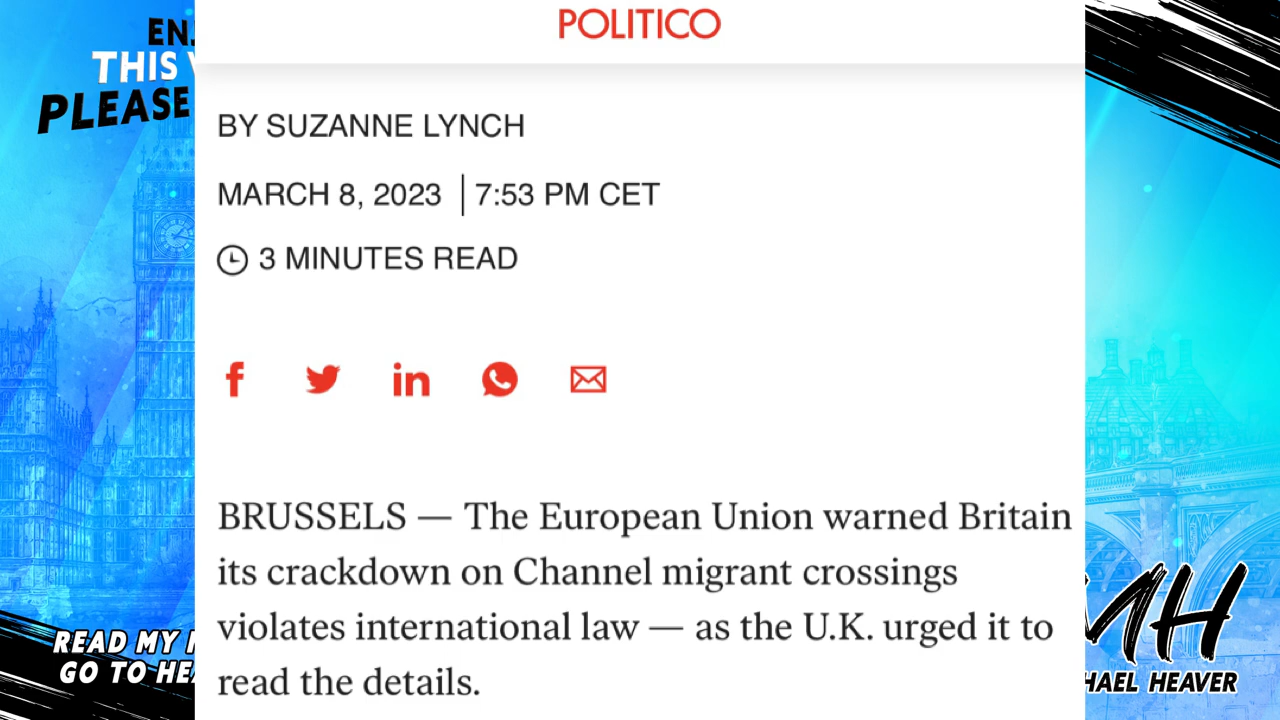 POLITICO
EN
THIS
PLEASE
BY SUZANNE LYNCH
MARCH 8, 2023 | 7:53 PM CET
3 MINUTES READ
f
in
BRUSSELS — The European Union warned Britain
its crackdown on Channel migrant crossings
violates international law — as the U.K. urged it to
read the details.
READ MY
GO TO
MH
HAEL HEAVER